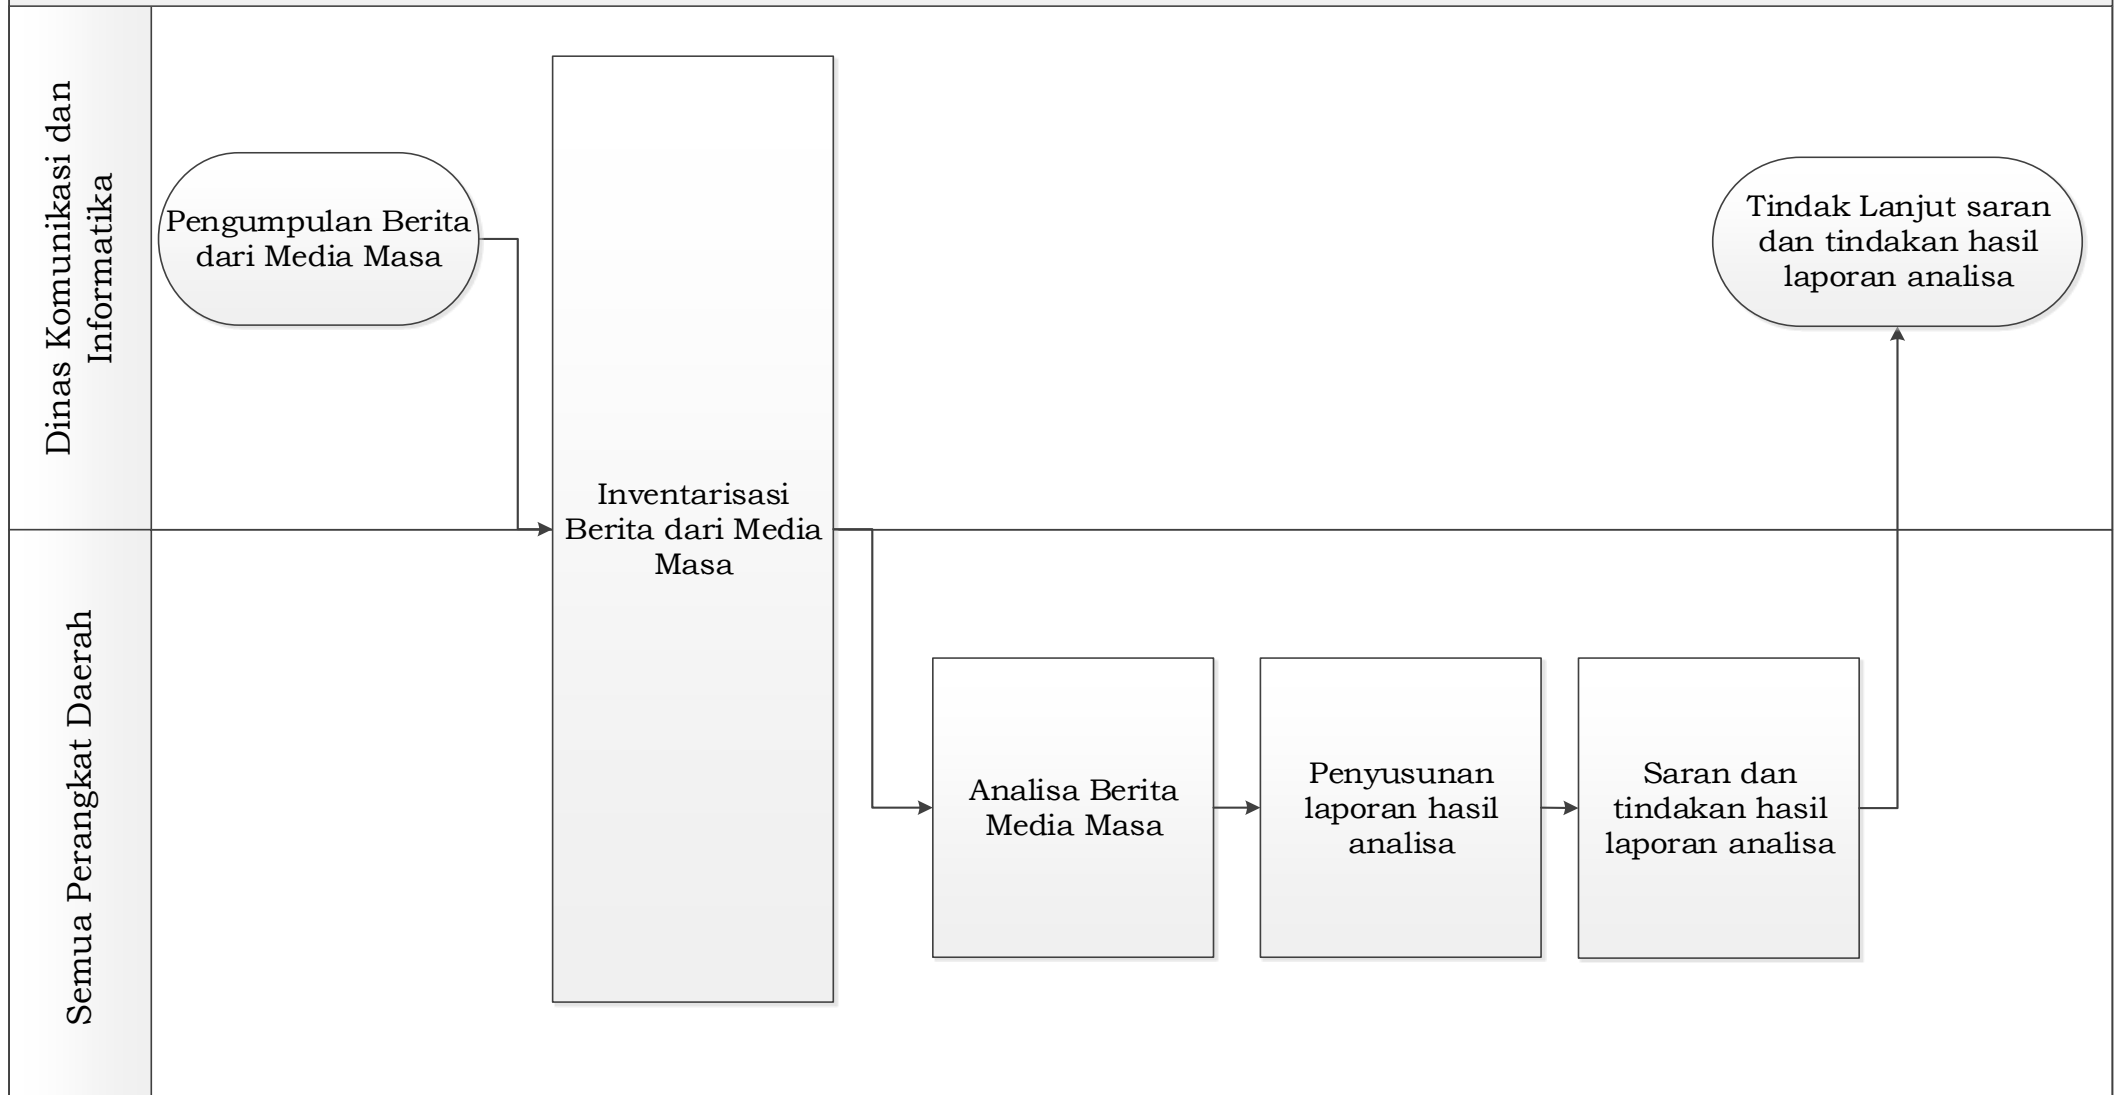 Dinas Komunikasi dan
Informatika
Pengumpulan Berita
dari Media Masa
Inventarisasi
Berita dari Media
Masa
Tindak Lanjut saran
dan tindakan hasil
laporan analisa
Semua Perangkat Daerah
Analisa Berita
Media Masa
Penyusunan
laporan hasil
analisa
Saran dan
tindakan hasil
laporan analisa